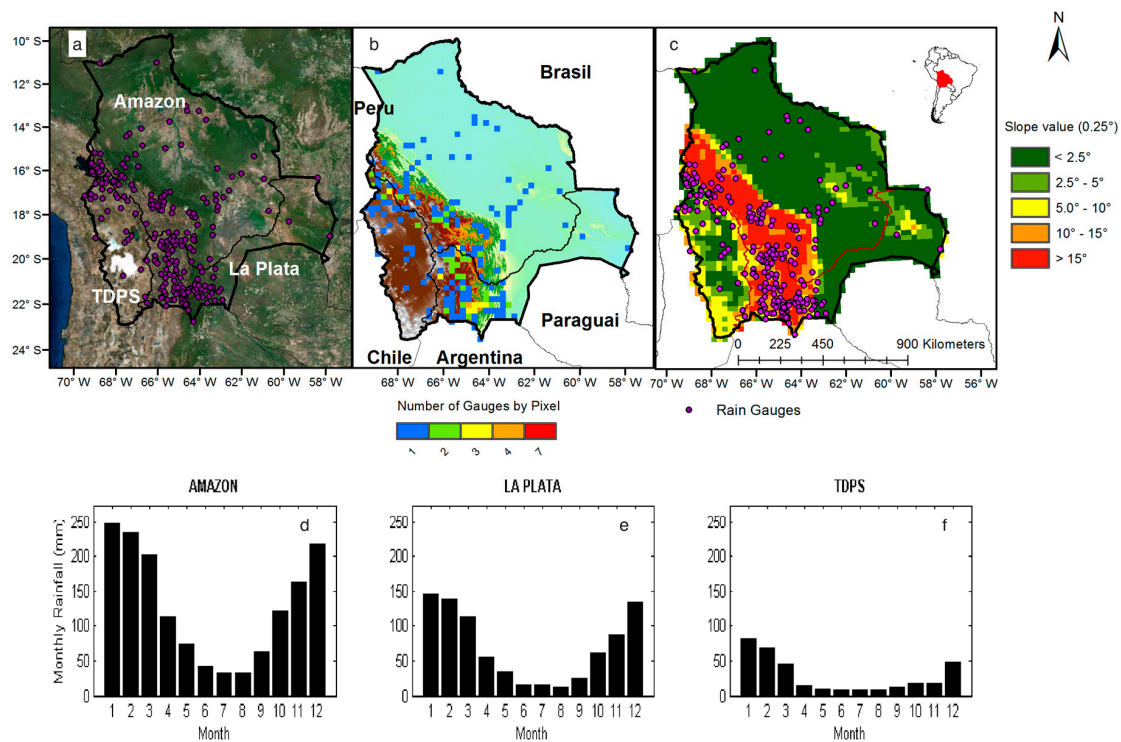 a
b
c
N
10° S
12° S
14° S
16° S
18° S
20° S
22° S
24° S
Amazon
La Plata
TDPS
Brasil
Peru
Paraguai
Chile
Argentina
70° W 68° W 66° W 64° W 62° W 60° W 58° W
68° W 66° W 64° W 62° W 60° W 58° W
70° W 68° W 66° W 64° W 62° W 60° W 57° W
0 225 450 900 Kilometers
Slope value (0.25°)
< 2.5°
2.5° - 5°
5.0° - 10°
10° - 15°
> 15°
Number of Gauges by Pixel
1 2 3 4 7
Rain Gauges
AMAZON
d
Monthly Rainfall (mm)
250
200
150
100
50
0
1 2 3 4 5 6 7 8 9 10 11 12
Month
LA PLATA
e
250
200
150
100
50
0
1 2 3 4 5 6 7 8 9 10 11 12
Month
TDPS
f
250
200
150
100
50
0
1 2 3 4 5 6 7 8 9 10 11 12
Month